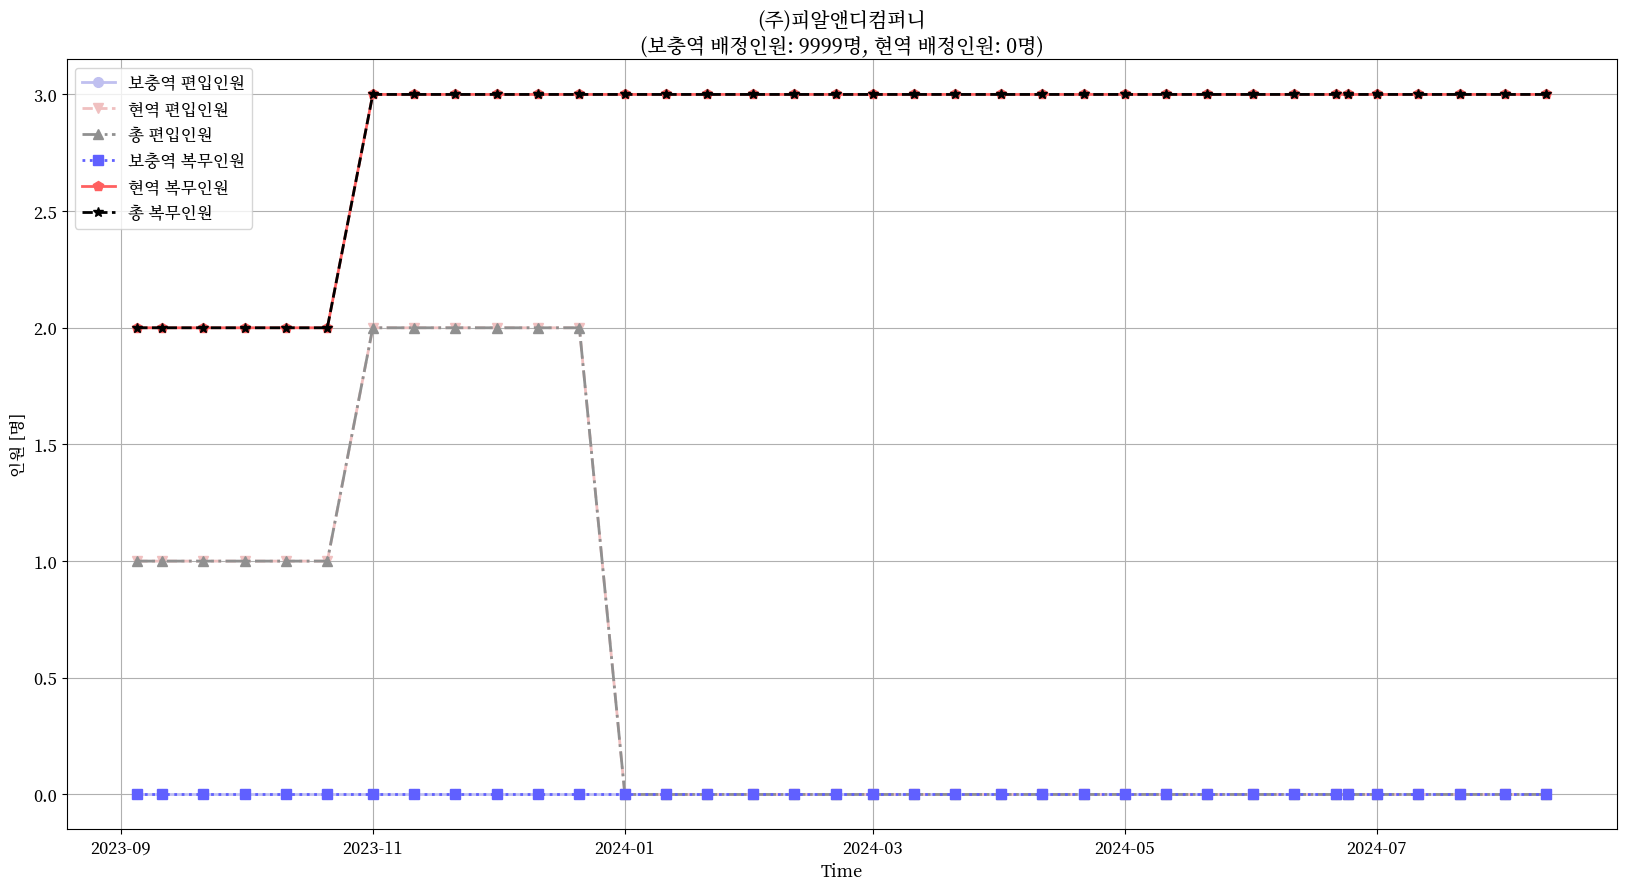 (주)피알앤디컴퍼니
(보충역 배정인원: 9999명, 현역 배정인원: 0명)
보충역 편입인원
현역 편입인원
총 편입인원
보충역 복무인원
현역 복무인원
총 복무인원
인원 [명]
3.0
2.5
2.0
1.5
1.0
0.5
0.0
2023-09
2023-11
2024-01
2024-03
2024-05
2024-07
Time